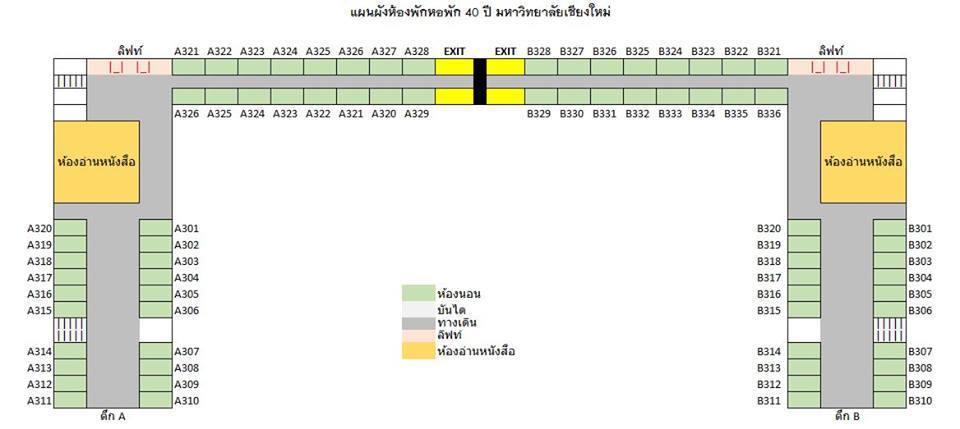 แผนผังห้องพักหอพัก 40 ปี มหาวิทยาลัยเชียงใหม่
ลิฟท์ A321 A322 A323 A324 A325 A326 A327 A328 EXIT EXIT B328 B327 B326 B325 B324 B323 B322 B321 ลิฟท์
A326 A325 A324 A323 A322 A321 A320 A329 B329 B330 B331 B332 B333 B334 B335 B336
ห้องอ่านหนังสือ ห้องอ่านหนังสือ
A320 A301 B320 B301
A319 A302 B319 B302
A318 A303 B318 B303
A317 A304 B317 B304
A316 A305 B316 B305
A315 A306 B315 B306
ห้องนอน
บันได
ทางเดิน
ลิฟท์
ห้องอ่านหนังสือ
A314 A307 B314 B307
A313 A308 B313 B308
A312 A309 B312 B309
A311 A310 B311 B310
ตึก A ตึก B